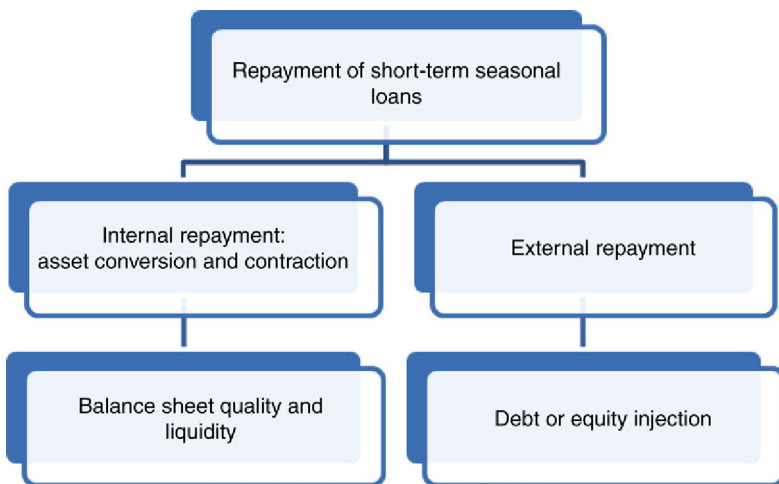 Repayment of short-term seasonal
loans
Internal repayment:
asset conversion and contraction
External repayment
Balance sheet quality and
liquidity
Debt or equity injection